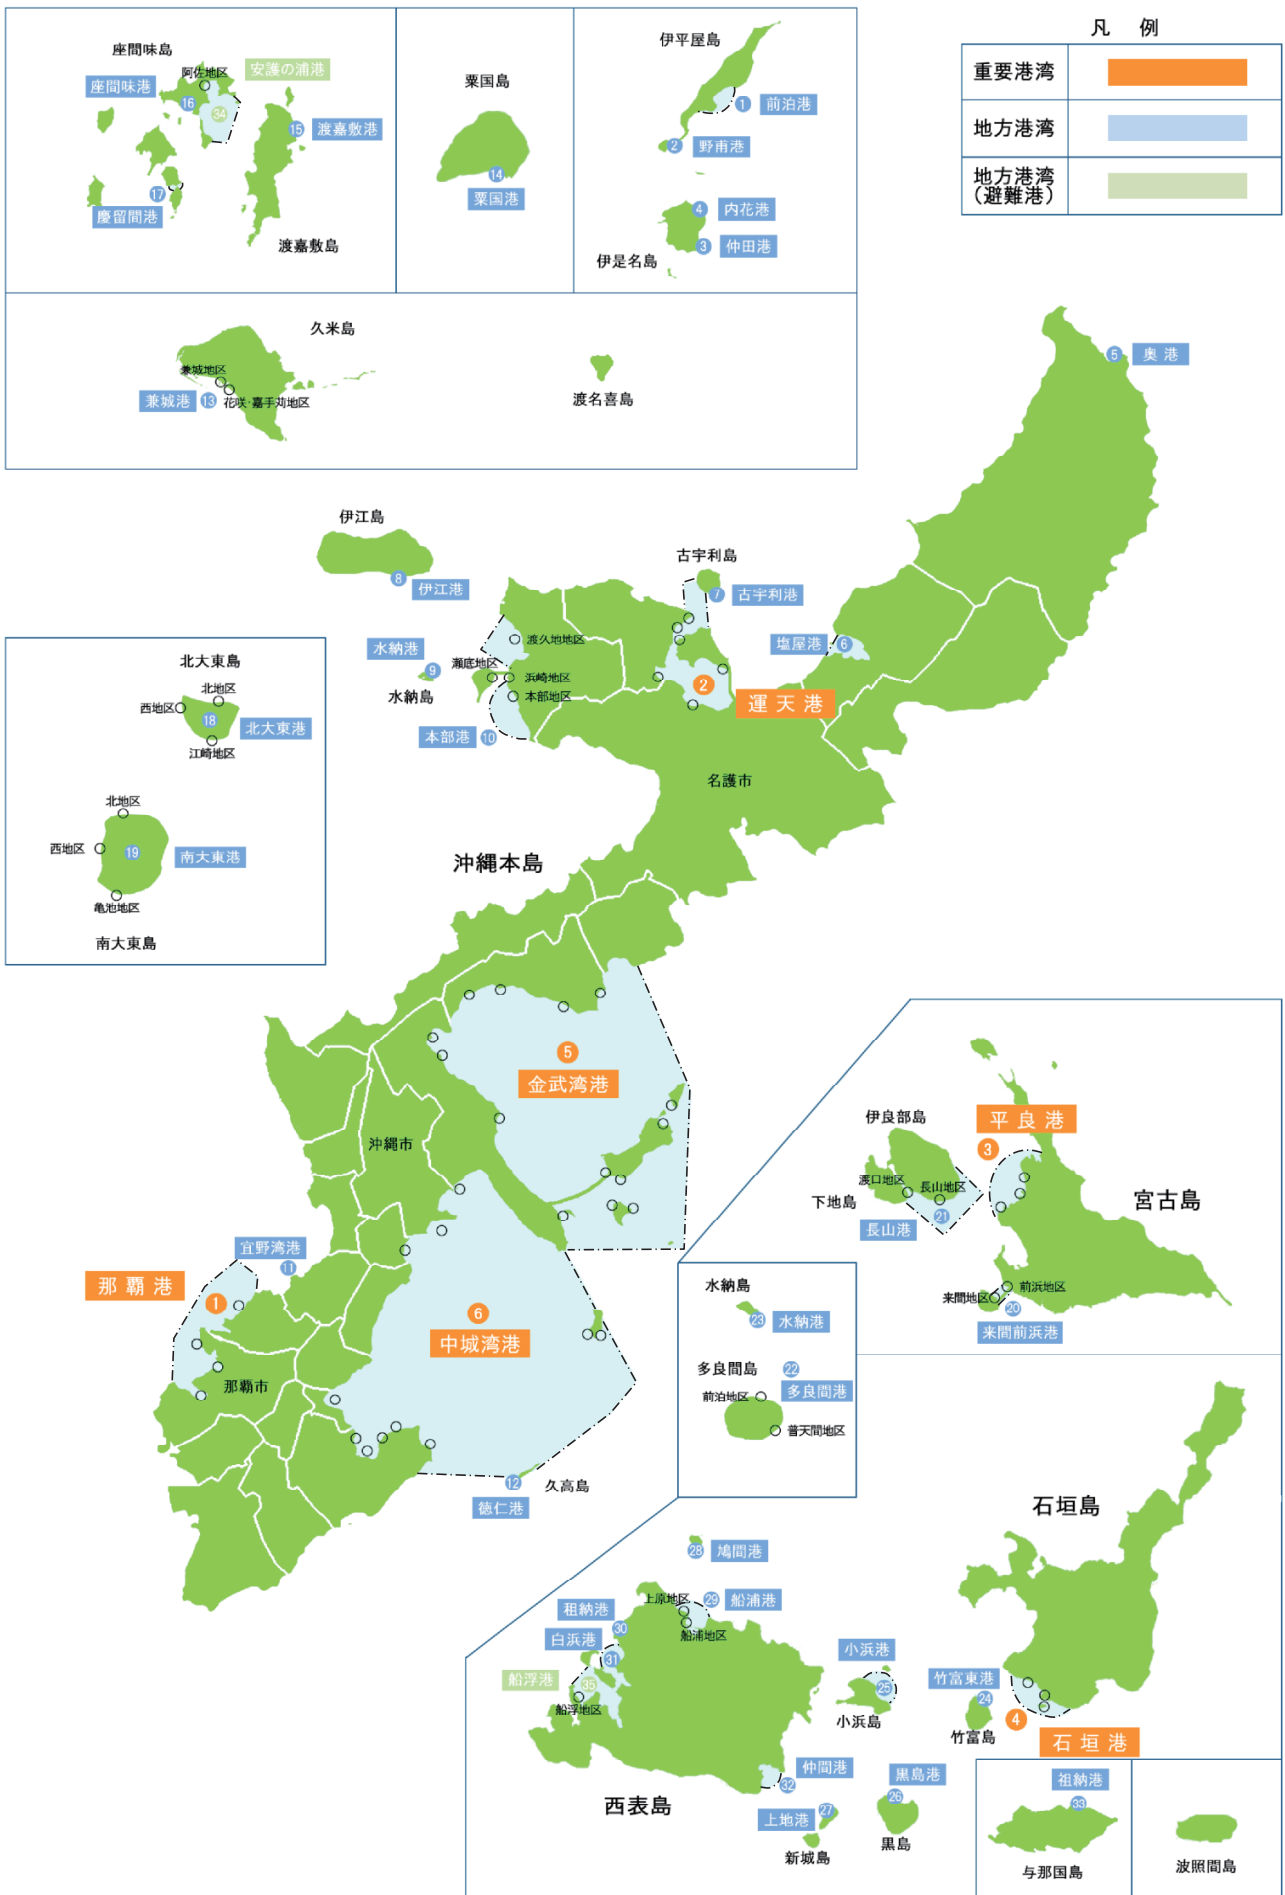 凡 例
重要港湾
地方港湾
地方港湾
(避難港)
座間味島
阿佐地区
安護の浦港
座間味港
16
34
15
渡嘉敷港
17
慶留間港
渡嘉敷島
粟国島
14
粟国港
伊平屋島
1
前泊港
2
野甫港
4
内花港
3
仲田港
伊是名島
久米島
兼城地区
兼城港
13
花咲・嘉手苅地区
渡名喜島
5
奥港
伊江島
8
伊江港
古宇利島
7
古宇利港
塩屋港
6
渡久地地区
水納港
9
水納島
瀬底地区
浜崎地区
本部地区
本部港
10
2
運天港
名護市
北大東島
北地区
西地区
18
北大東港
江崎地区
北地区
西地区
19
南大東港
亀池地区
南大東島
沖縄本島
5
金武湾港
沖縄市
宜野湾港
11
那覇港
1
那覇市
6
中城湾港
12
徳仁港
久高島
平良港
3
伊良部島
渡口地区
長山地区
下地島
21
長山港
宮古島
前浜地区
来間地区
20
来間前浜港
水納島
23
水納港
多良間島
22
多良間港
前泊地区
普天間地区
石垣島
28
鳩間港
上原地区
29
船浦港
船浦地区
租納港
30
白浜港
31
船浮港
35
船浮地区
小浜港
25
小浜島
竹富東港
24
竹富島
4
石垣港
仲間港
32
西表島
黒島港
26
黒島
27
上地港
新城島
祖納港
33
与那国島
波照間島